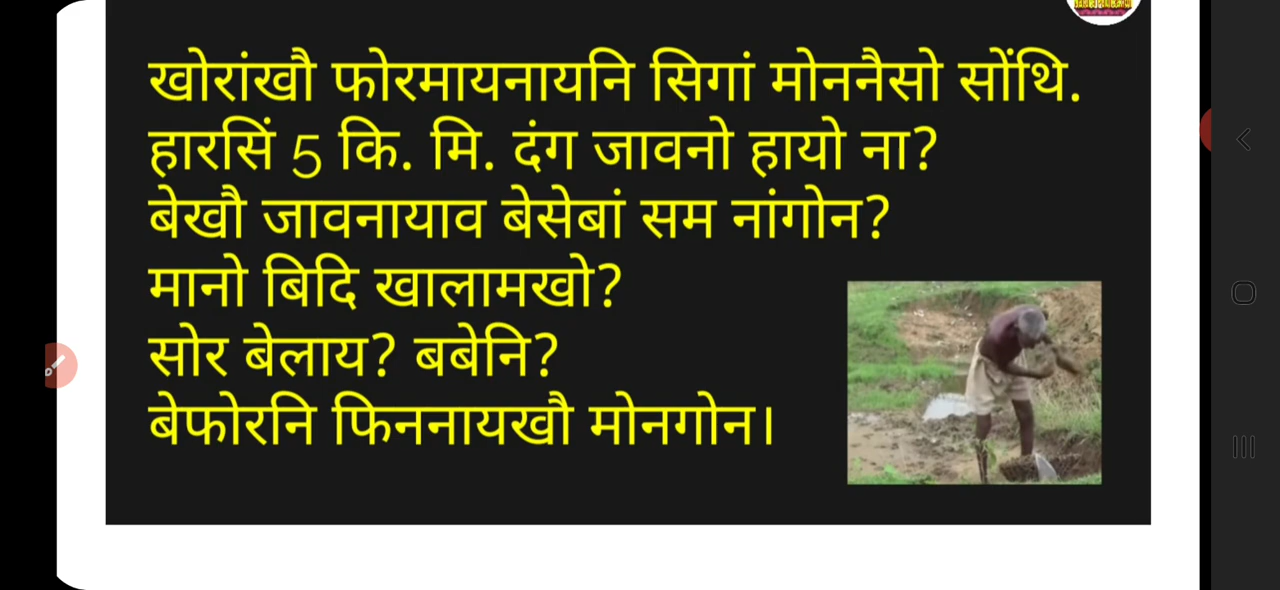 खोरांखौ फोरमायनायनि सिगां मोननैसो सोंथि.
हारसिं 5 कि. मि. दंग जावनो हायो ना?
बेखौ जावनायाव बेसेबां सम नांगोन?
मानो बिदि खालामखो?
सोर बेलाय? बबेनि?
बेफोरनि फिननायखौ मोनगोन।